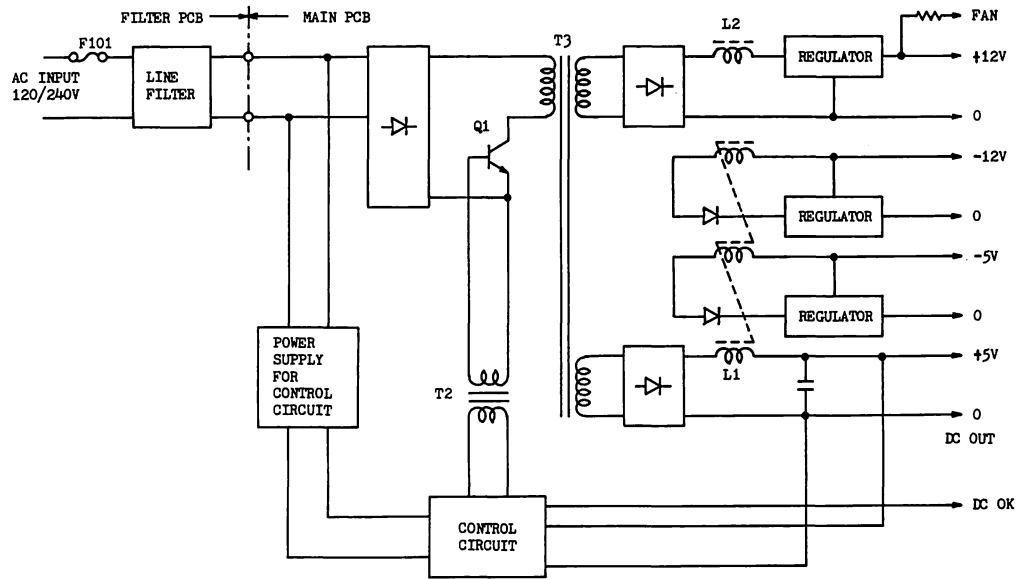 FILTER PCB
MAIN PCB
F101
AC INPUT
120/240V
LINE
FILTER
Q1
T3
L2
REGULATOR
FAN
+12V
0
-12V
REGULATOR
0
-5V
REGULATOR
0
+5V
L1
0
DC OUT
POWER
SUPPLY
FOR
CONTROL
CIRCUIT
T2
CONTROL
CIRCUIT
DC OK